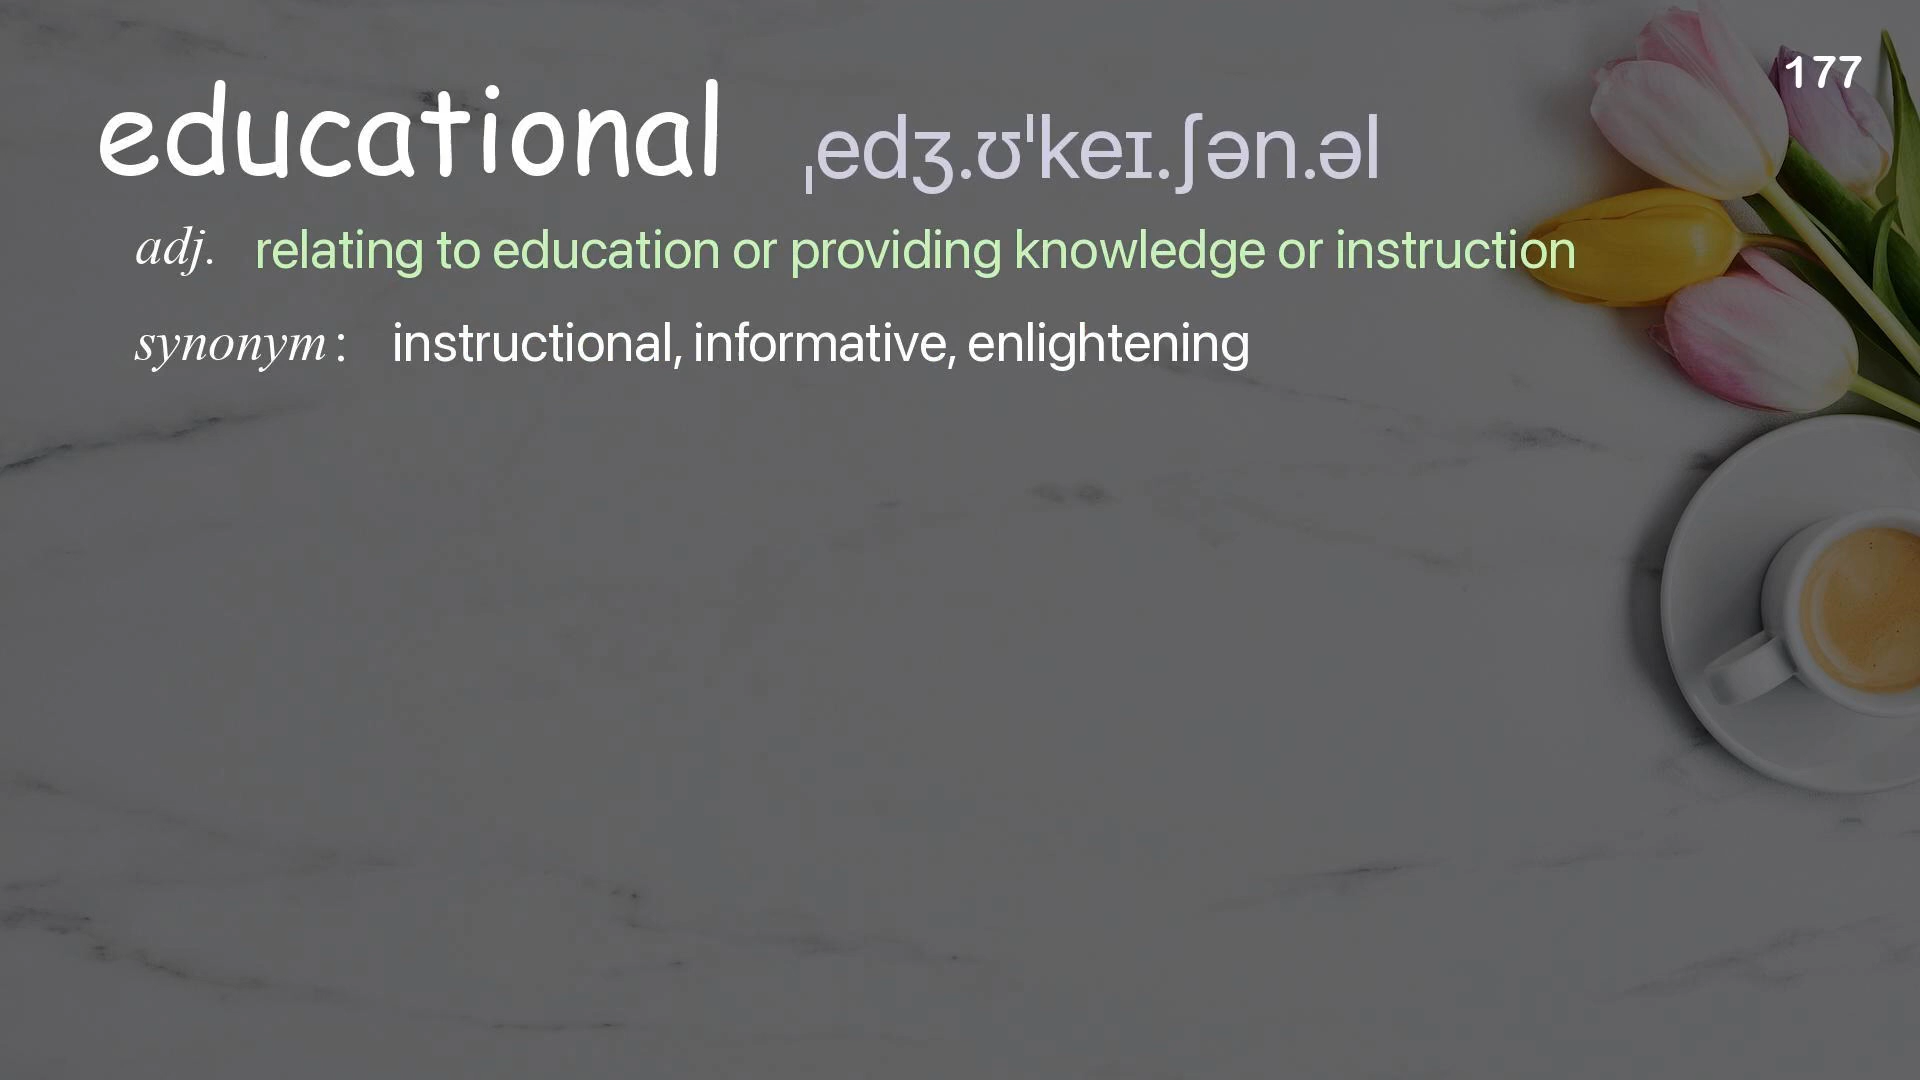 177
educational ˌedʒ.ʊˈkeɪ.ʃən.əl
adj. relating to education or providing knowledge or instruction
synonym : instructional, informative, enlightening